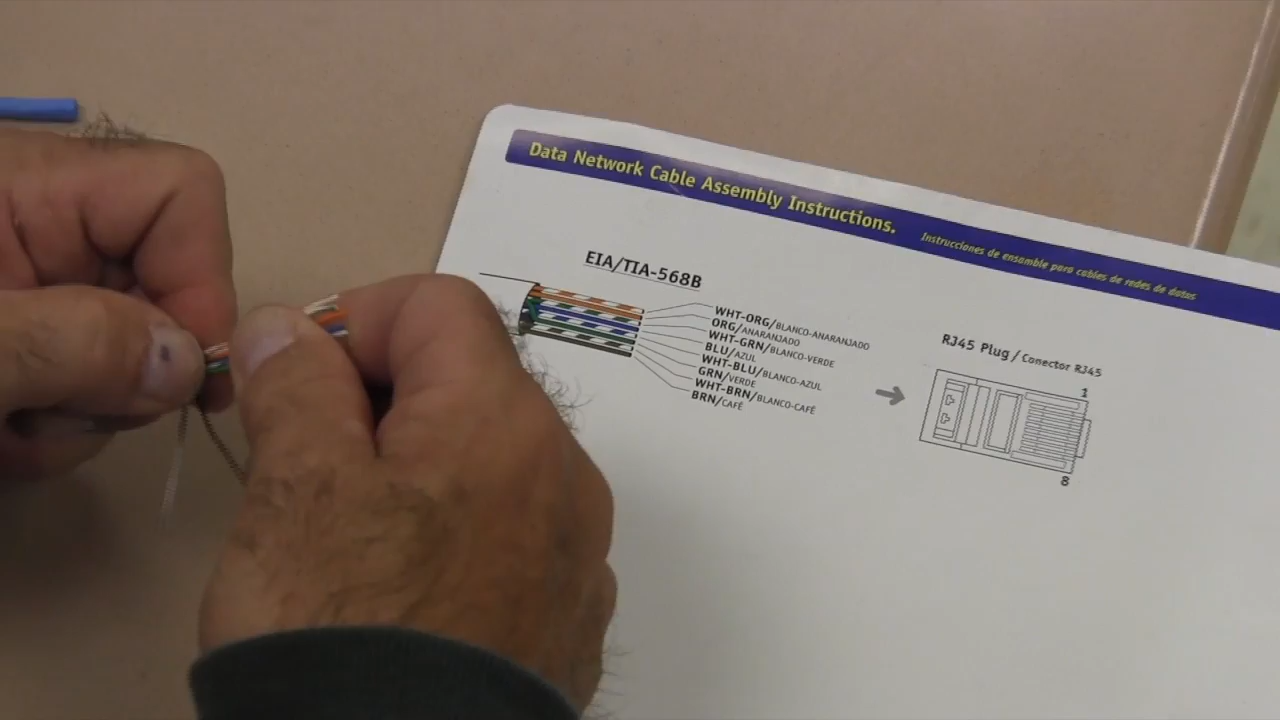 Data Network Cable Assembly Instructions.
Instrucciones de ensamble para cables de redes de datos
EIA/TIA-568B
WHT-ORG/BLANCO-ANARANJADO
ORG/ANARANJADO
WHT-GRN/BLANCO-VERDE
BLU/AZUL
WHT-BLU/BLANCO-AZUL
GRN/VERDE
WHT-BRN/BLANCO-CAFÉ
BRN/CAFÉ
RJ45 Plug/Conector RJ45
1
8